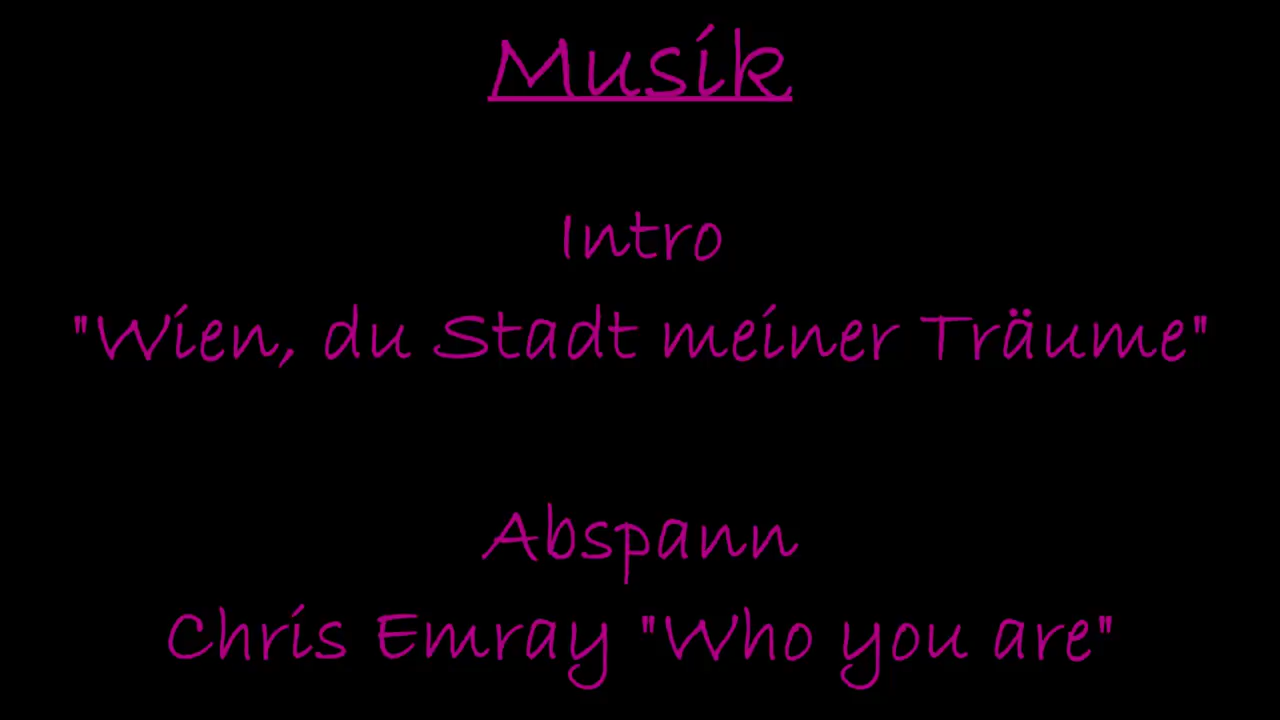 Musik
Intro
"Wien, du Stadt meiner Träume"
Abspann
Chris Emray "Who you are"